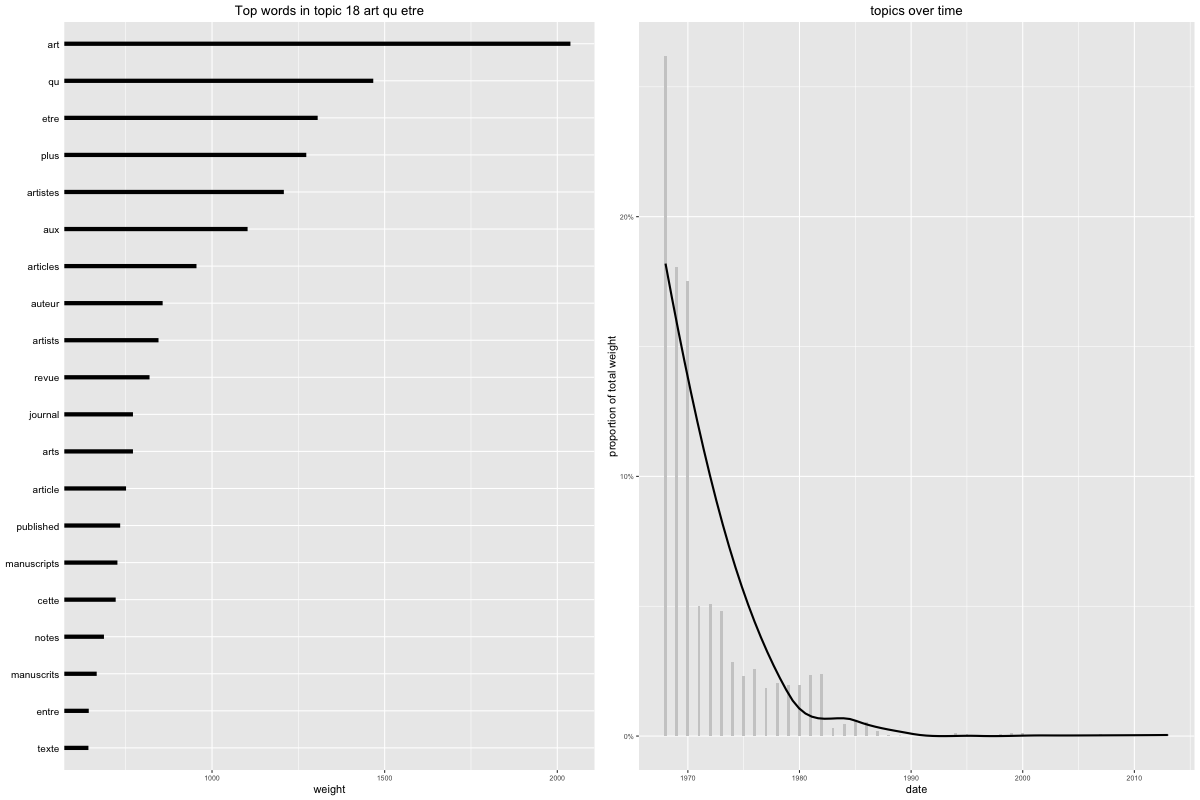 Top words in topic 18 art qu etre
art
qu
etre
plus
artistes
aux
articles
auteur
artists
revue
journal
arts
article
published
manuscripts
cette
notes
manuscrits
entre
texte
1000 1500 2000
weight
topics over time
proportion of total weight
20%
10%
0%
1970 1980 1990 2000 2010
date